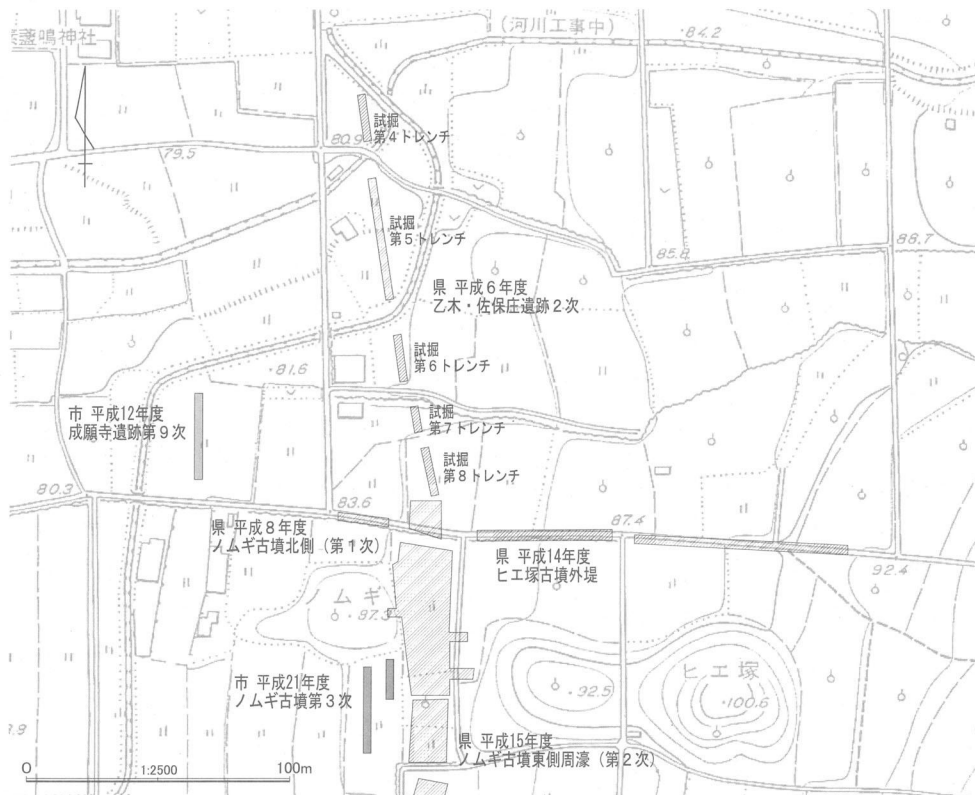 素盞鳴神社
(河川工事中)
84.2
試掘
第4トレンチ
80.9
79.5
試掘
第5トレンチ
88.7
85.8
県 平成6年度
乙木・佐保庄遺跡2次
試掘
第6トレンチ
81.6
市 平成12年度
成願寺遺跡第9次
試掘
第7トレンチ
試掘
第8トレンチ
80.3
83.6
87.4
県 平成8年度
ノムギ古墳北側(第1次)
県 平成14年度
ヒエ塚古墳外堤
92.4
ノムギ
87.3
ヒエ塚
市 平成21年度
ノムギ古墳第3次
92.5
100.6
県 平成15年度
ノムギ古墳東側周濠(第2次)
0 1:2500 100m